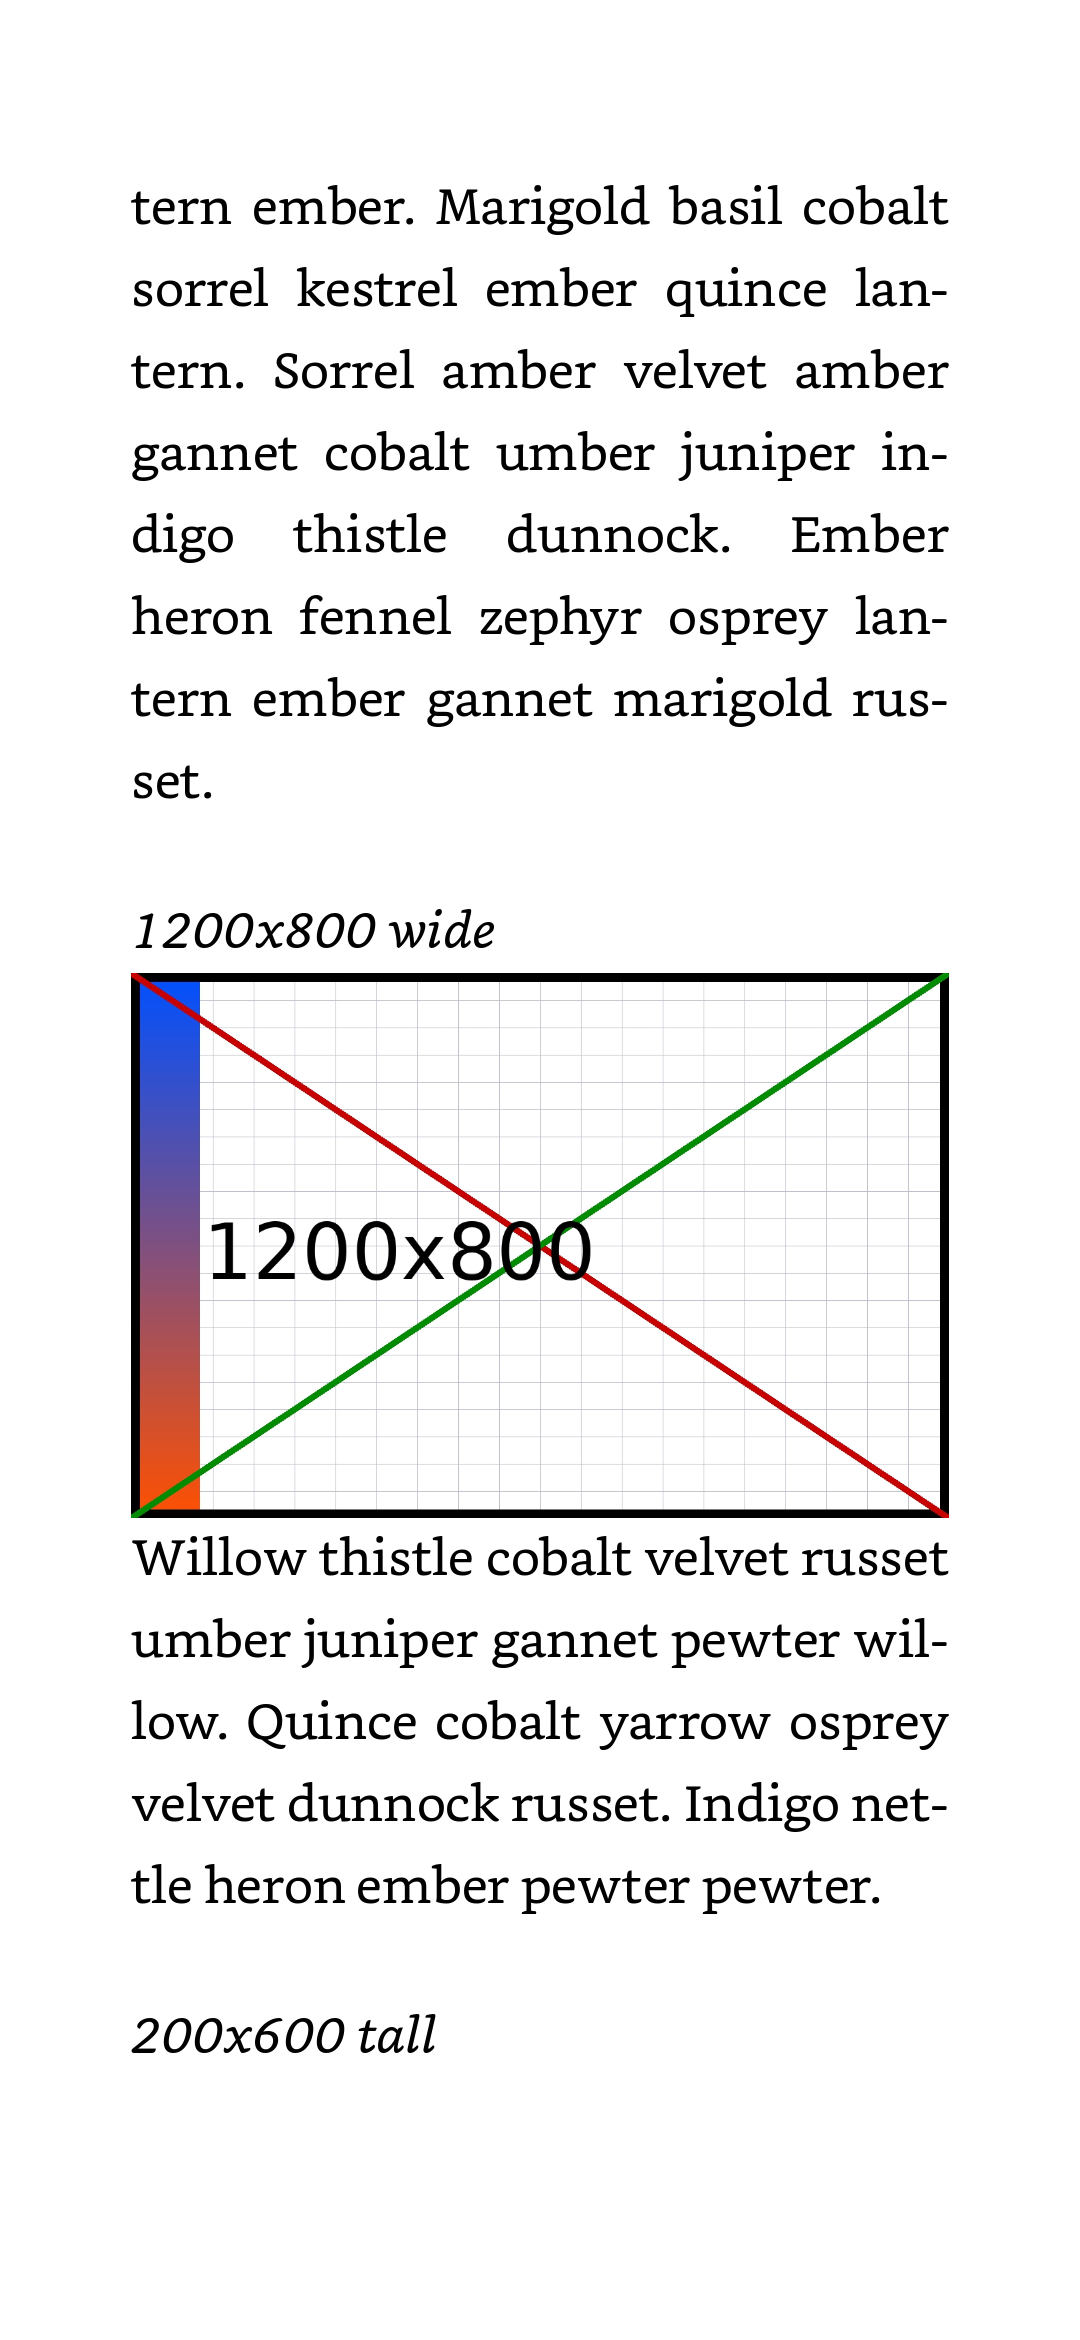 tern ember. Marigold basil cobalt
sorrel kestrel ember quince lan-
tern. Sorrel amber velvet amber
gannet cobalt umber juniper in-
digo thistle dunnock. Ember
heron fennel zephyr osprey lan-
tern ember gannet marigold rus-
set.
1200x800 wide
1200x800
Willow thistle cobalt velvet russet
umber juniper gannet pewter wil-
low. Quince cobalt yarrow osprey
velvet dunnock russet. Indigo net-
tle heron ember pewter pewter.
200x600 tall